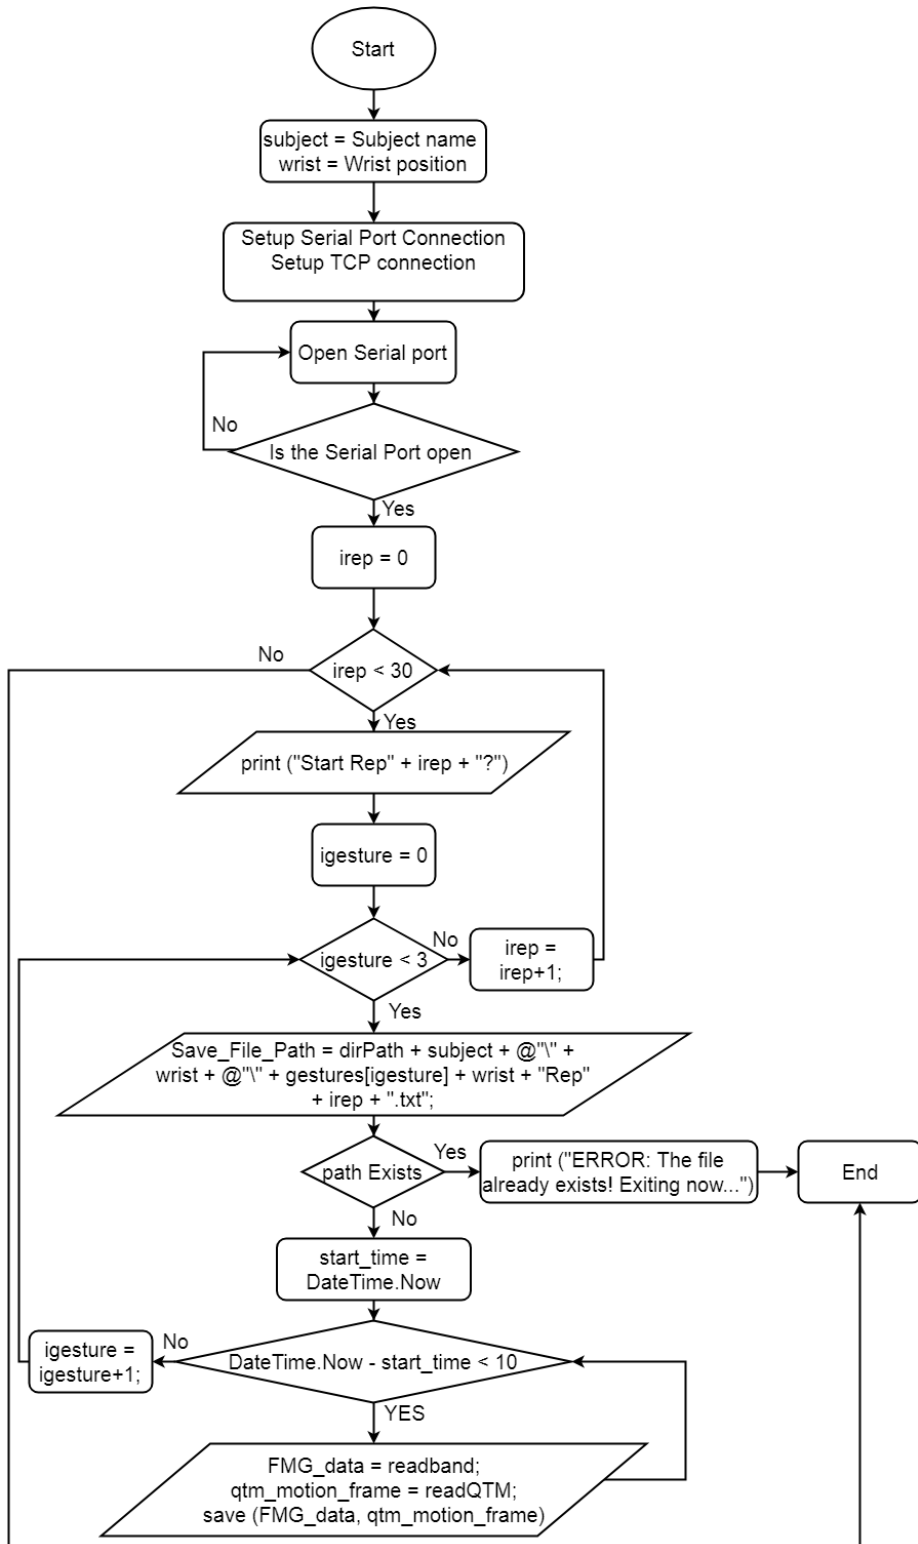 Start
subject = Subject name
wrist = Wrist position
Setup Serial Port Connection
Setup TCP connection
Open Serial port
No
Is the Serial Port open
Yes
irep = 0
No
irep < 30
Yes
print ("Start Rep" + irep + "?")
igesture = 0
igesture < 3
No
irep =
irep+1;
Yes
Save_File_Path = dirPath + subject + @"\" +
wrist + @"\" + gestures[igesture] + wrist + "Rep"
+ irep + ".txt";
path Exists
Yes
print ("ERROR: The file
already exists! Exiting now...")
End
No
start_time =
DateTime.Now
DateTime.Now - start_time < 10
No
igesture =
igesture+1;
YES
FMG_data = readband;
qtm_motion_frame = readQTM;
save (FMG_data, qtm_motion_frame)